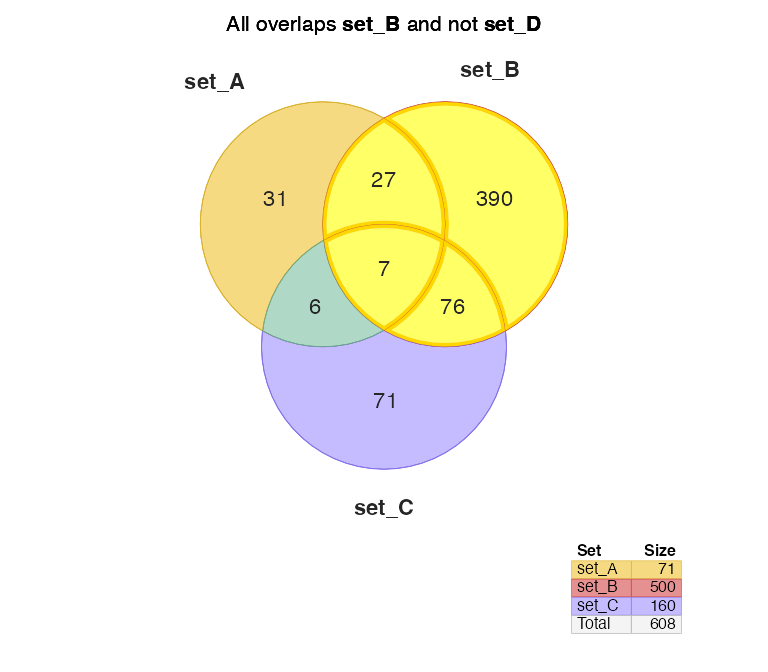 All overlaps set_B and not set_D
set_B
set_A
27
31
390
7
6
76
71
set_C
Set Size
set_A 71
set_B 500
set_C 160
Total 608